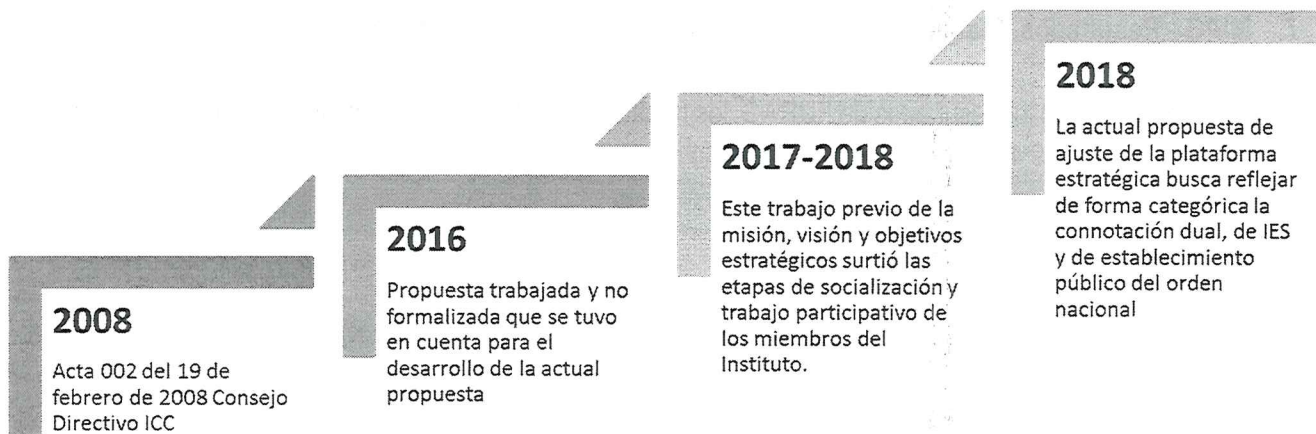 2008
Acta 002 del 19 de
febrero de 2008 Consejo
Directivo ICC
2016
Propuesta trabajada y no
formalizada que se tuvo
en cuenta para el
desarrollo de la actual
propuesta
2017-2018
Este trabajo previo de la
misión, visión y objetivos
estratégicos surtió las
etapas de socialización y
trabajo participativo de
los miembros del
Instituto.
2018
La actual propuesta de
ajuste de la plataforma
estratégica busca reflejar
de forma categórica la
connotación dual, de IES
y de establecimiento
público del orden
nacional